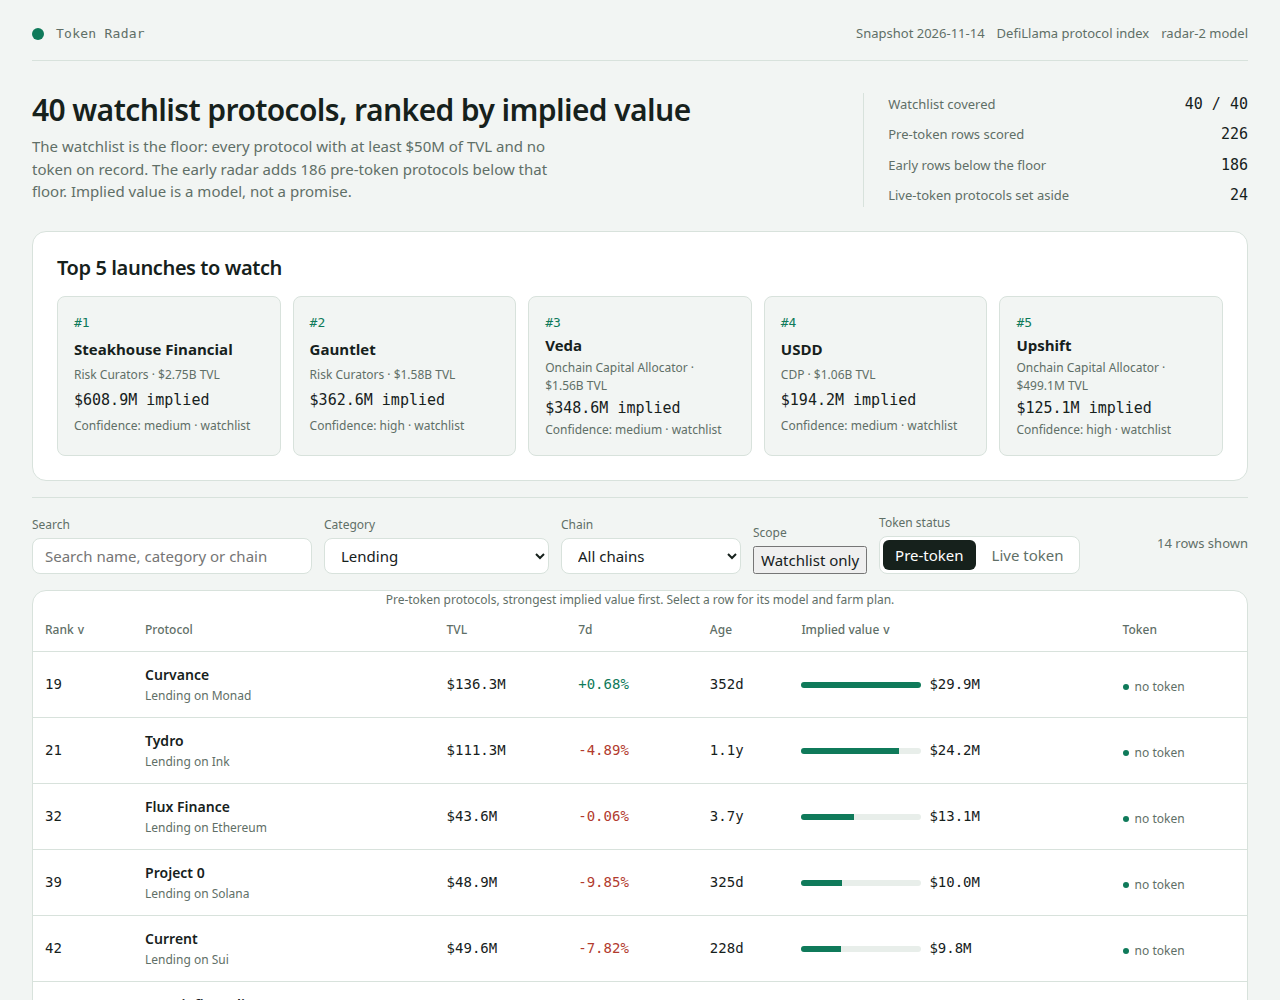 Token Radar
Snapshot 2026-11-14 DefiLlama protocol index radar-2 model
40 watchlist protocols, ranked by implied value
The watchlist is the floor: every protocol with at least $50M of TVL and no
token on record. The early radar adds 186 pre-token protocols below that
floor. Implied value is a model, not a promise.
Watchlist covered 40 / 40
Pre-token rows scored 226
Early rows below the floor 186
Live-token protocols set aside 24
Top 5 launches to watch
#1
Steakhouse Financial
Risk Curators · $2.75B TVL
$608.9M implied
Confidence: medium · watchlist
#2
Gauntlet
Risk Curators · $1.58B TVL
$362.6M implied
Confidence: high · watchlist
#3
Veda
Onchain Capital Allocator ·
$1.56B TVL
$348.6M implied
Confidence: medium · watchlist
#4
USDD
CDP · $1.06B TVL
$194.2M implied
Confidence: medium · watchlist
#5
Upshift
Onchain Capital Allocator ·
$499.1M TVL
$125.1M implied
Confidence: high · watchlist
Search
Search name, category or chain
Category
Lending
Chain
All chains
Scope
Watchlist only
Token status
Pre-token Live token
14 rows shown
Pre-token protocols, strongest implied value first. Select a row for its model and farm plan.
Rank v Protocol TVL 7d Age Implied value v Token
19 Curvance $136.3M +0.68% 352d $29.9M no token
Lending on Monad
21 Tydro $111.3M -4.89% 1.1y $24.2M no token
Lending on Ink
32 Flux Finance $43.6M -0.06% 3.7y $13.1M no token
Lending on Ethereum
39 Project 0 $48.9M -9.85% 325d $10.0M no token
Lending on Solana
42 Current $49.6M -7.82% 228d $9.8M no token
Lending on Sui